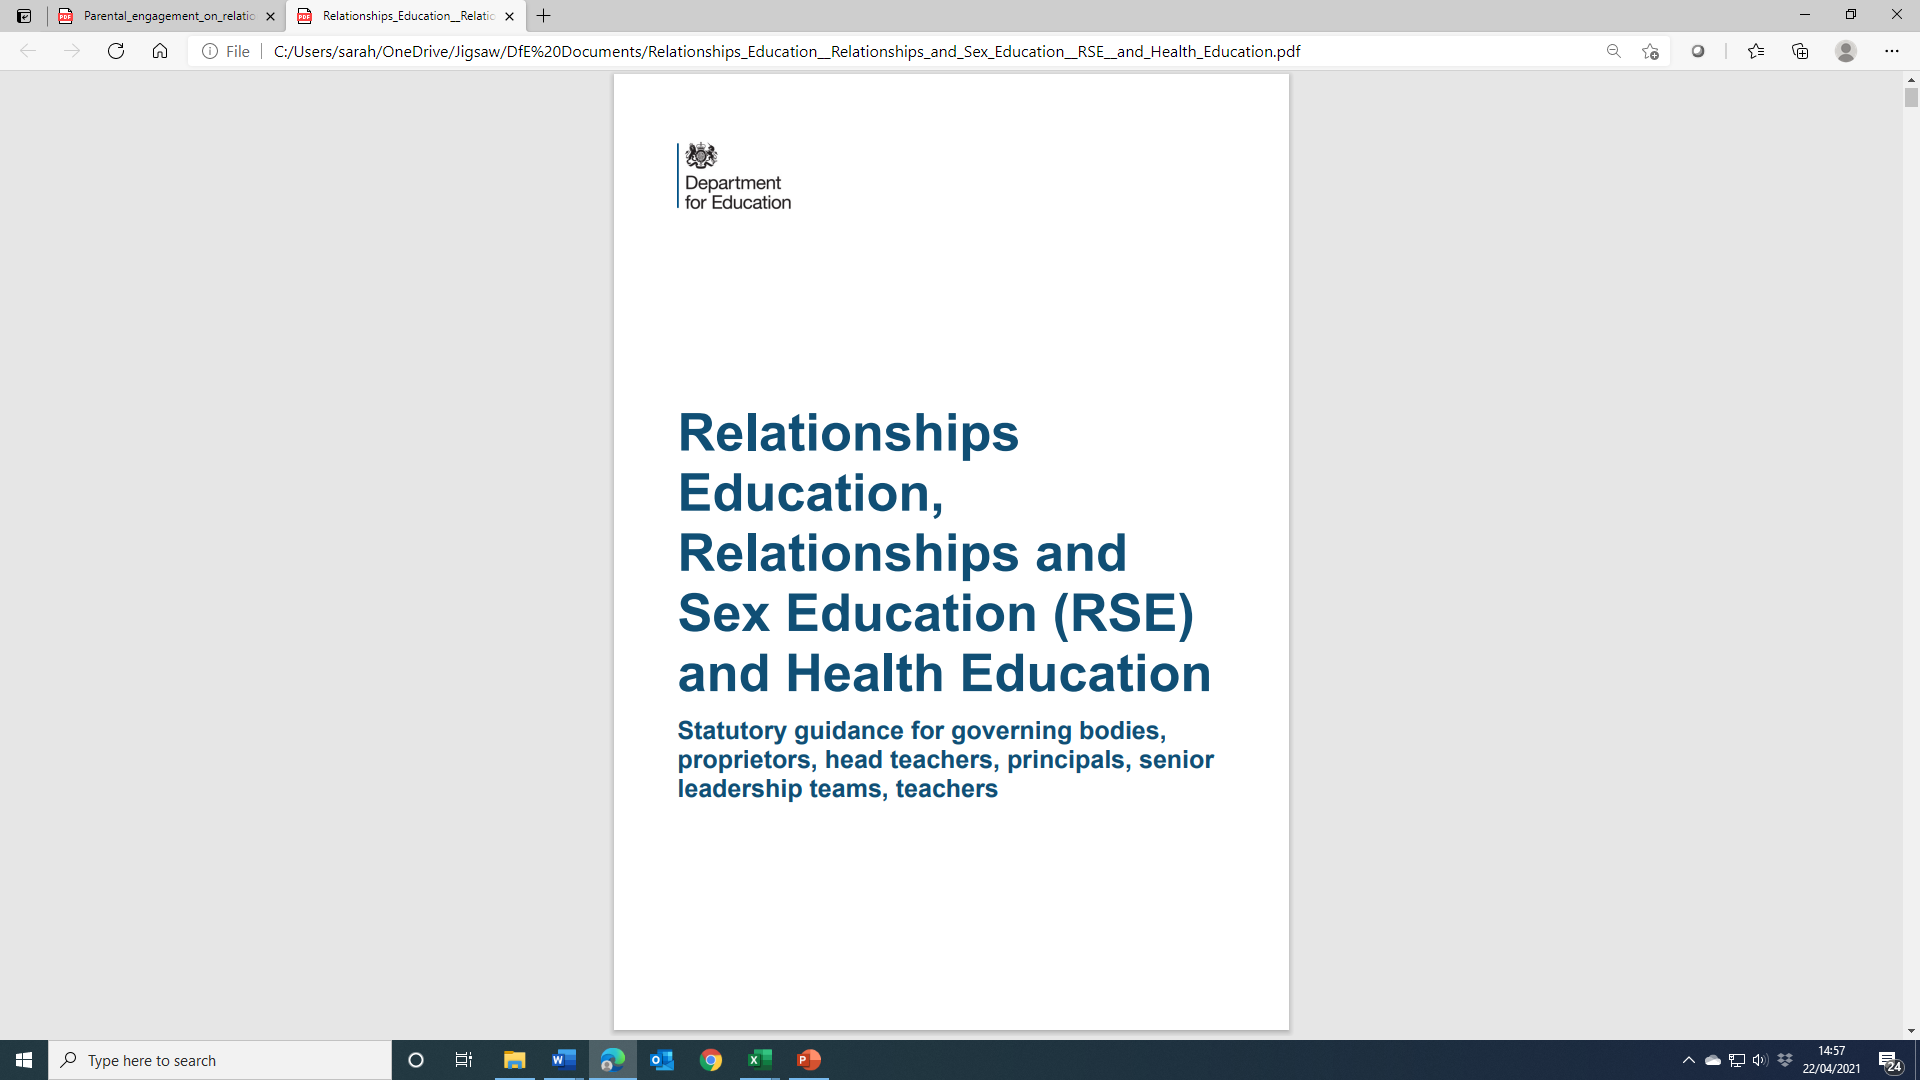 Parental_engagement_on_relatio
Relationships_Education__Relatio
File
C:/Users/sarah/OneDrive/Jigsaw/DfE%20Documents/Relationships_Education__Relationships_and_Sex_Education__RSE__and_Health_Education.pdf
Department
for Education
Relationships
Education,
Relationships and
Sex Education (RSE)
and Health Education
Statutory guidance for governing bodies,
proprietors, head teachers, principals, senior
leadership teams, teachers
Type here to search
14:57
22/04/2021
24